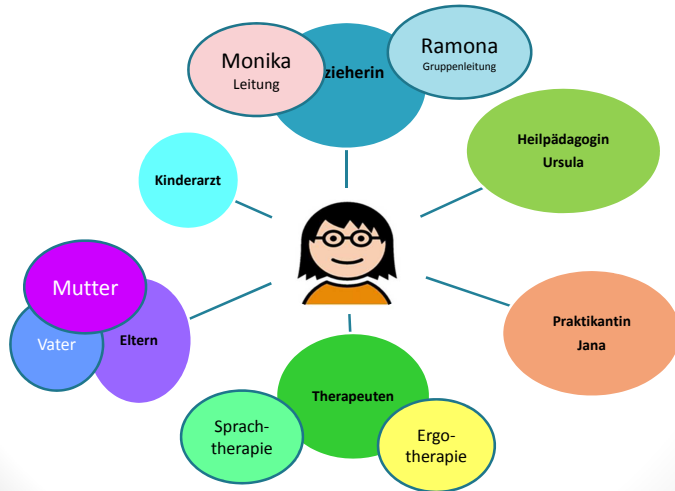 Monika
Leitung
zieherin
Ramona
Gruppenleitung
Heilpädagogin
Ursula
Kinderarzt
Mutter
Vater
Eltern
Praktikantin
Jana
Therapeuten
Sprach-
therapie
Ergo-
therapie